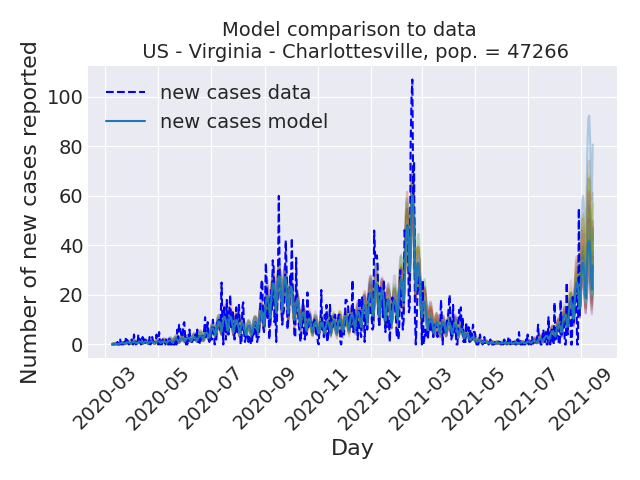 Model comparison to data
US - Virginia - Charlottesville, pop. = 47266
Number of new cases reported
100
80
60
40
20
0
new cases data
new cases model
2020-03
2020-05
2020-07
2020-09
2020-11
2021-01
2021-03
2021-05
2021-07
2021-09
Day